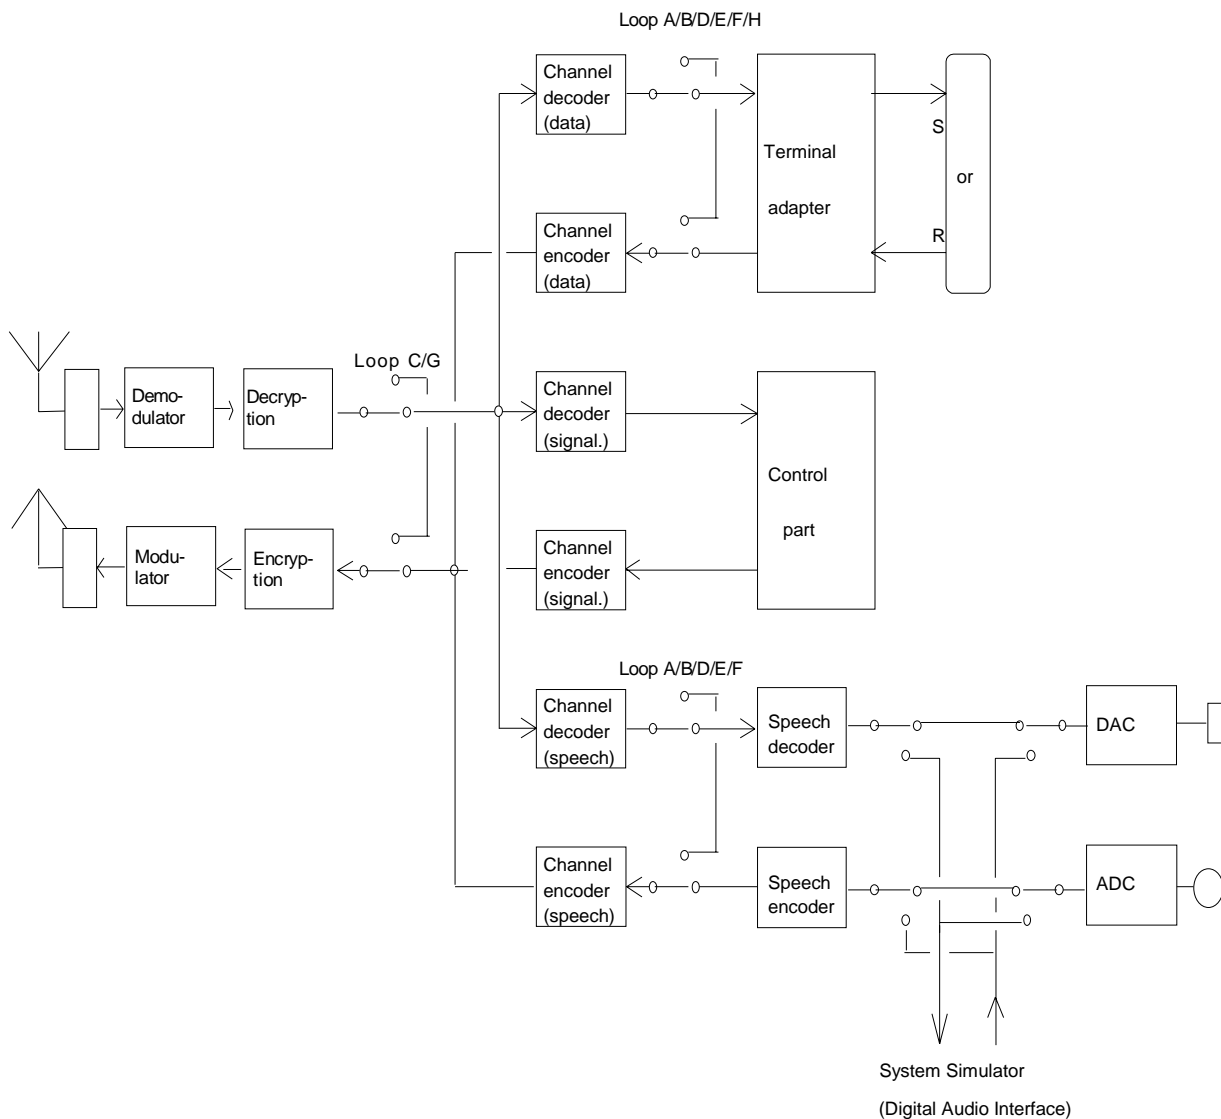 Loop A/B/D/E/F/H
Channel
decoder
(data)
Terminal
adapter
S
or
R
Channel
encoder
(data)
Loop C/G
Demo-
dulator
Decryp-
tion
Channel
decoder
(signal.)
Control
part
Modu-
lator
Encryp-
tion
Channel
encoder
(signal.)
Loop A/B/D/E/F
Channel
decoder
(speech)
Speech
decoder
DAC
Channel
encoder
(speech)
Speech
encoder
ADC
System Simulator
(Digital Audio Interface)